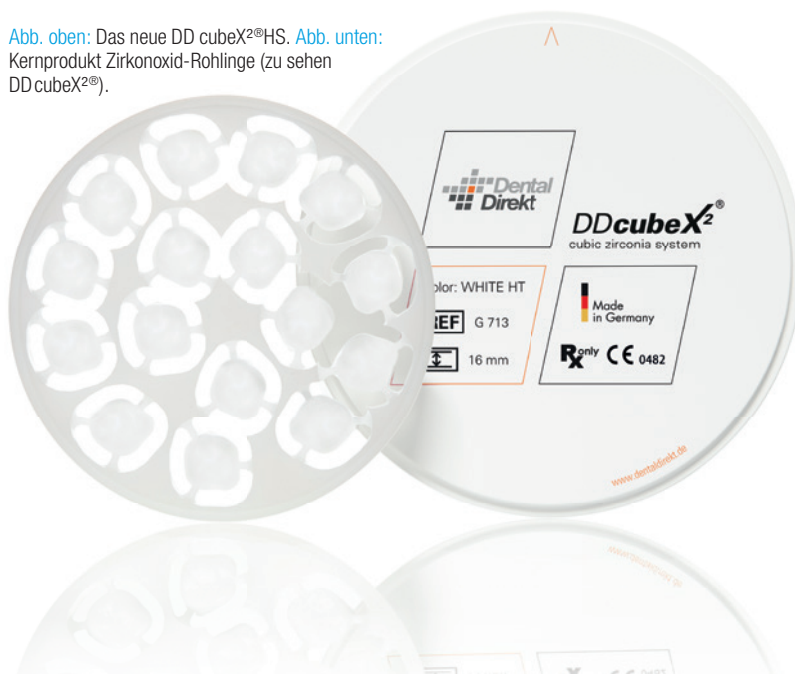 Abb. oben: Das neue DD cubeX²®HS. Abb. unten:
Kernprodukt Zirkonoxid-Rohlinge (zu sehen
DD cubeX²®).
Dental
Direkt
DDcubeX²®
cubic zirconia system
color: WHITE HT
REF G 713
16 mm
Made
in Germany
Rx only CE 0482
www.dentaldirekt.de